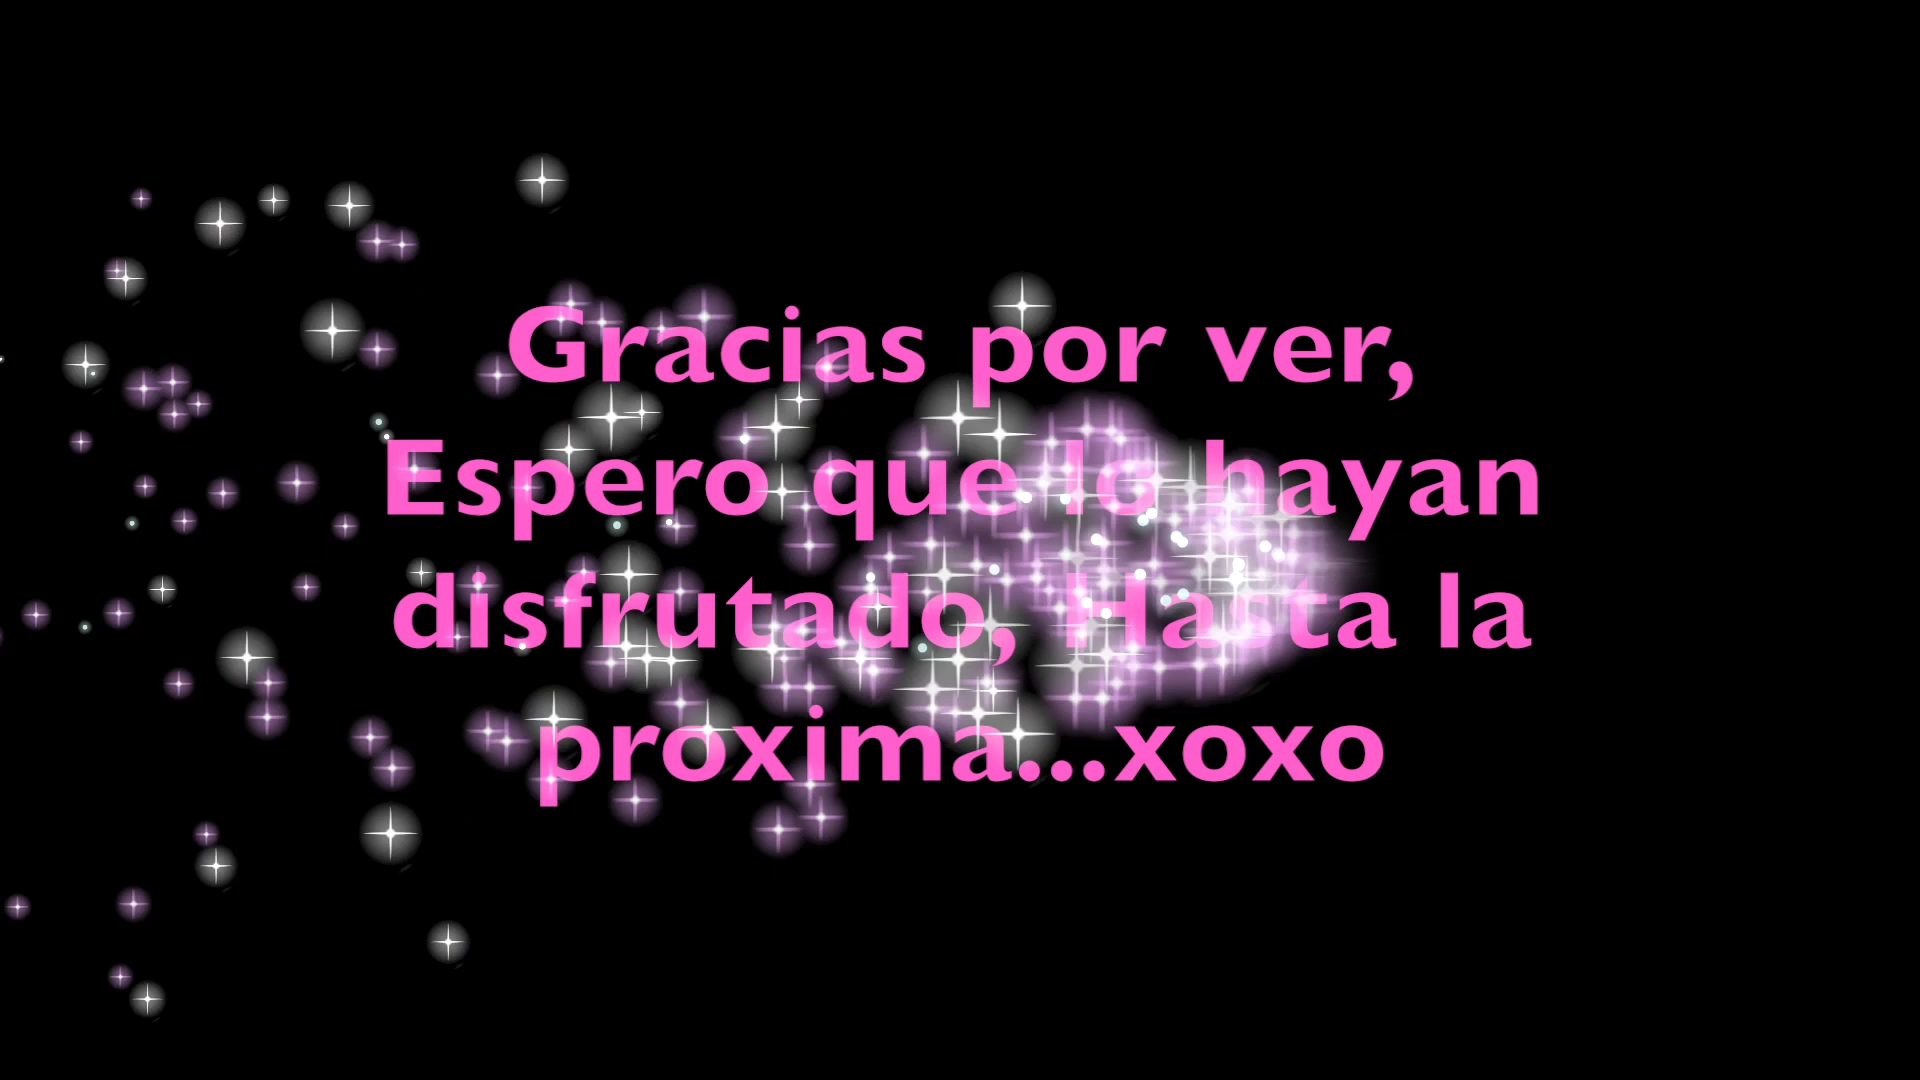 Gracias por ver,
Espero que lo hayan
disfrutado, Hasta la
proxima...xoxo